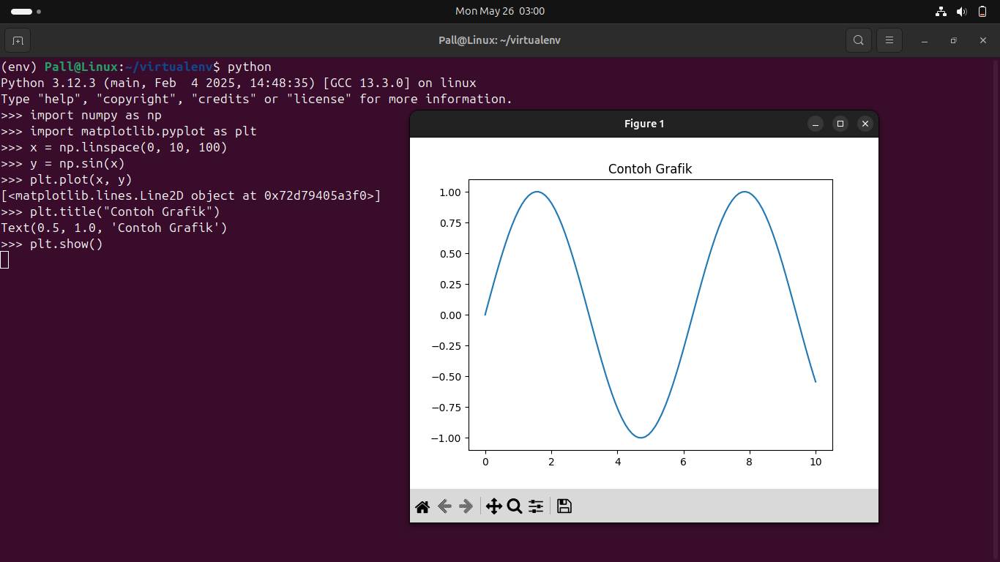 Mon May 26  03:00
Pall@Linux: ~/virtualenv
(env) Pall@Linux:~/virtualenv$ python
Python 3.12.3 (main, Feb  4 2025, 14:48:35) [GCC 13.3.0] on linux
Type "help", "copyright", "credits" or "license" for more information.
>>> import numpy as np
>>> import matplotlib.pyplot as plt
>>> x = np.linspace(0, 10, 100)
>>> y = np.sin(x)
>>> plt.plot(x, y)
[<matplotlib.lines.Line2D object at 0x72d79405a3f0>]
>>> plt.title("Contoh Grafik")
Text(0.5, 1.0, 'Contoh Grafik')
>>> plt.show()
Figure 1
Contoh Grafik
1.00
0.75
0.50
0.25
0.00
−0.25
−0.50
−0.75
−1.00
0 2 4 6 8 10